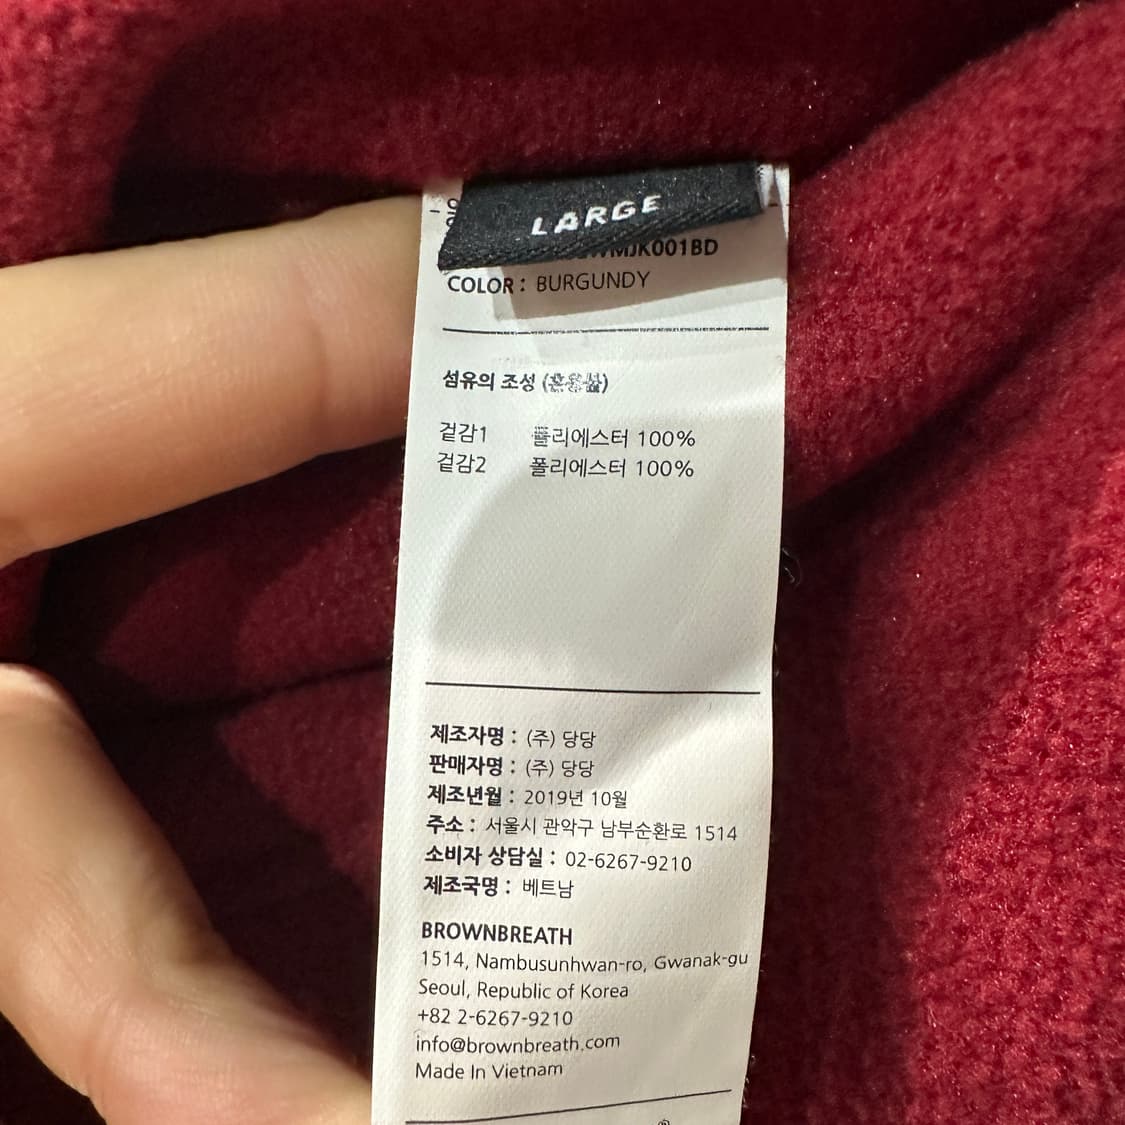 LARGE
MJK001BD
COLOR : BURGUNDY
섬유의 조성 (혼용율)
겉감1 폴리에스터 100%
겉감2 폴리에스터 100%
제조자명 : (주) 당당
판매자명 : (주) 당당
제조년월 : 2019년 10월
주소 : 서울시 관악구 남부순환로 1514
소비자 상담실 : 02-6267-9210
제조국명 : 베트남
BROWNBREATH
1514, Nambusunhwan-ro, Gwanak-gu
Seoul, Republic of Korea
+82 2-6267-9210
info@brownbreath.com
Made In Vietnam